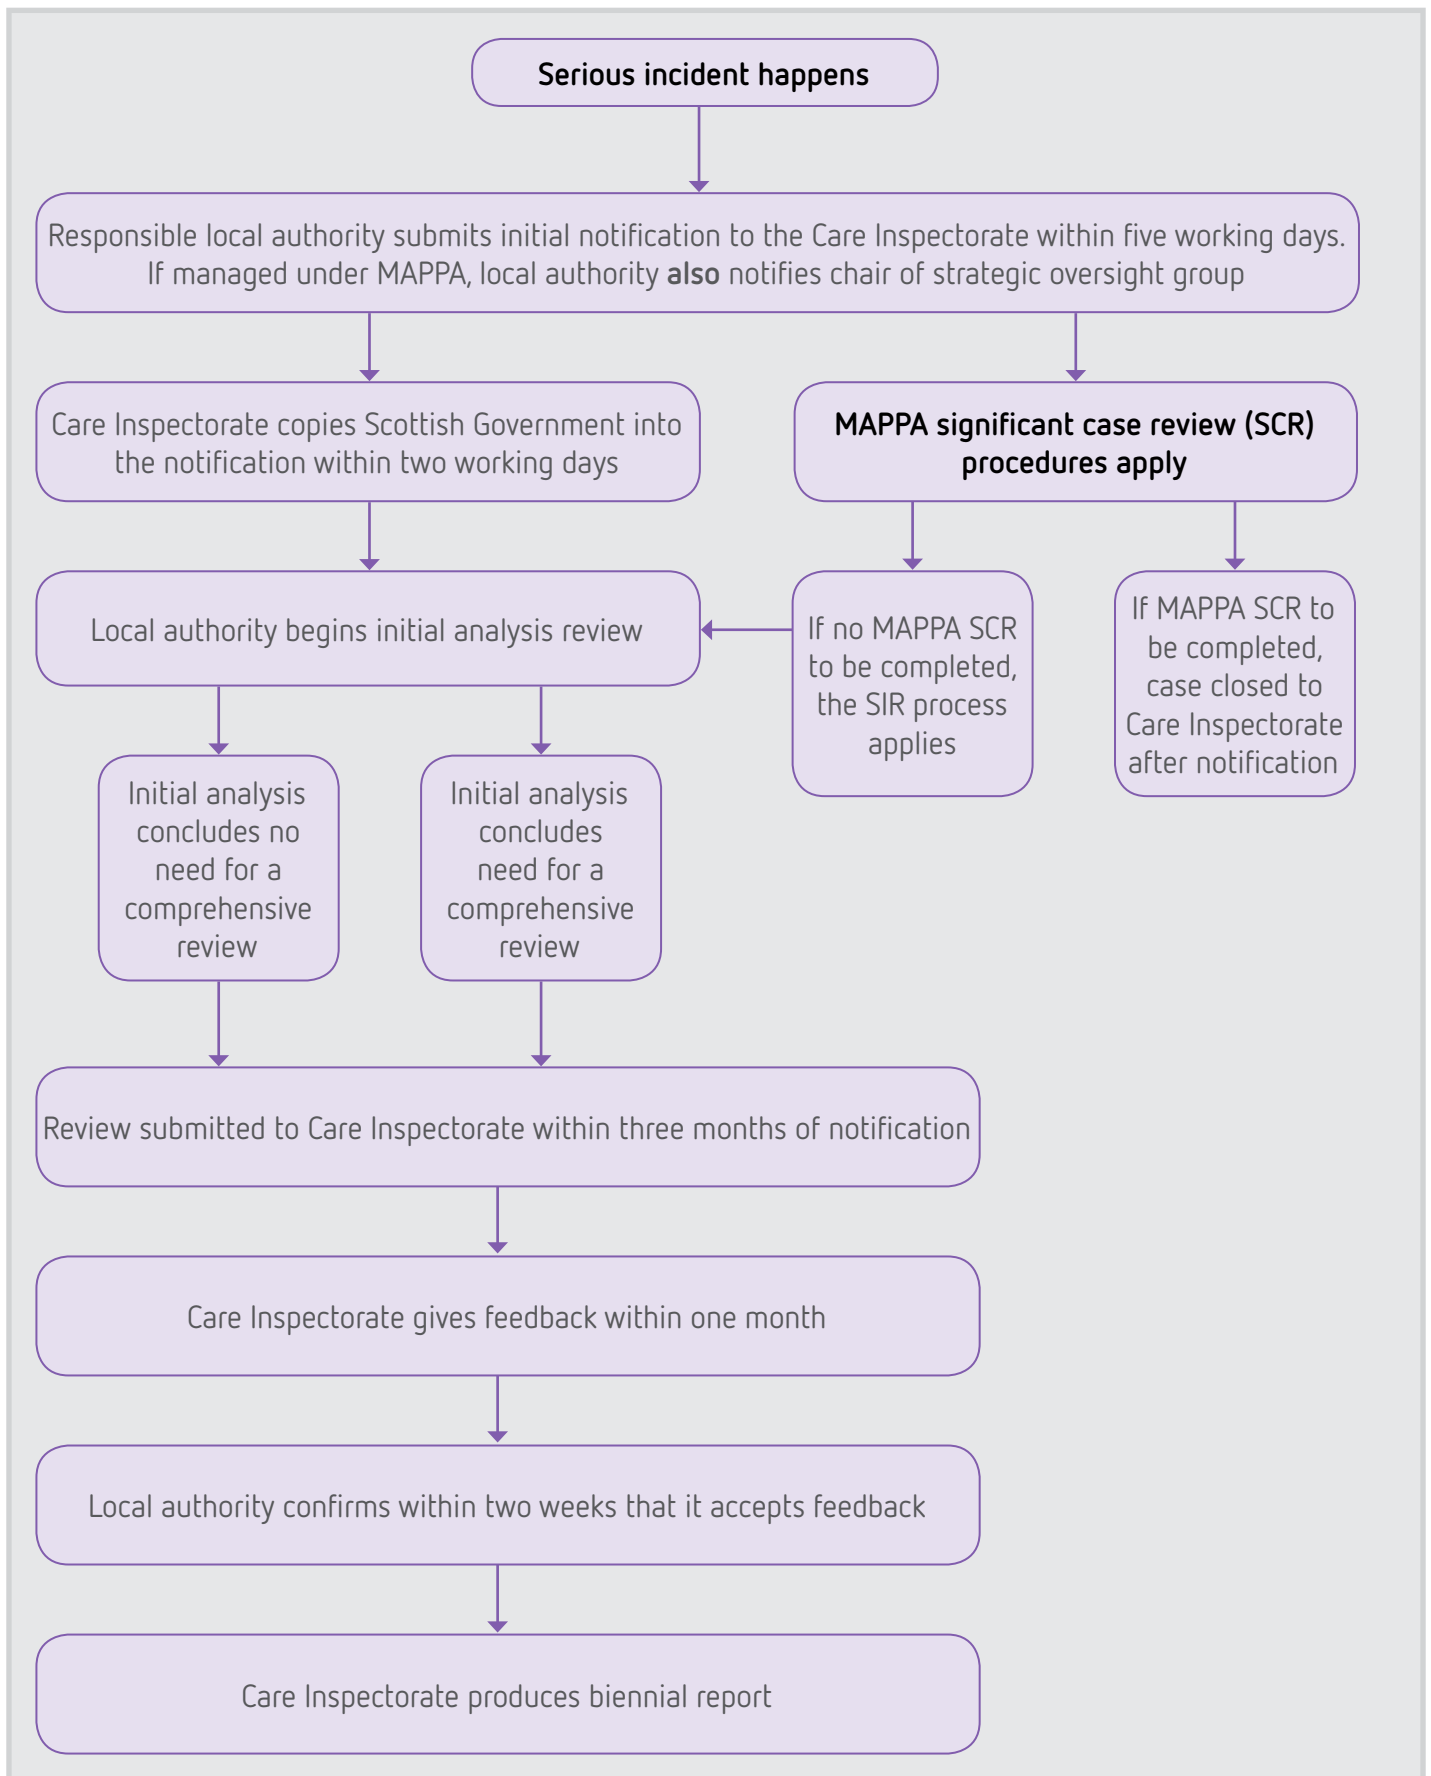 Serious incident happens
Responsible local authority submits initial notification to the Care Inspectorate within five working days.
If managed under MAPPA, local authority also notifies chair of strategic oversight group
Care Inspectorate copies Scottish Government into
the notification within two working days
MAPPA significant case review (SCR)
procedures apply
Local authority begins initial analysis review
If no MAPPA SCR
to be completed,
the SIR process
applies
If MAPPA SCR to
be completed,
case closed to
Care Inspectorate
after notification
Initial analysis
concludes no
need for a
comprehensive
review
Initial analysis
concludes
need for a
comprehensive
review
Review submitted to Care Inspectorate within three months of notification
Care Inspectorate gives feedback within one month
Local authority confirms within two weeks that it accepts feedback
Care Inspectorate produces biennial report